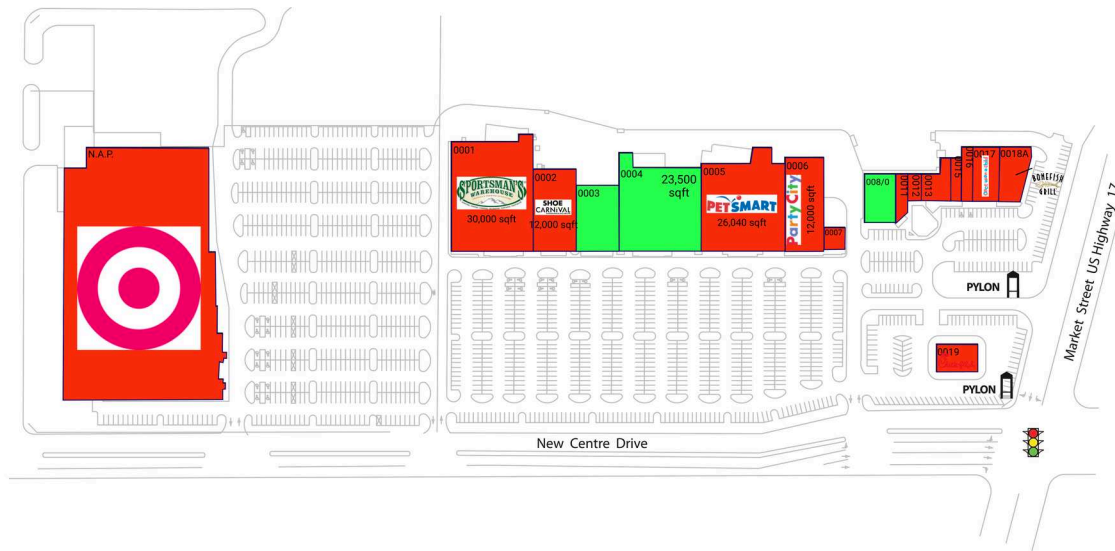 N.A.P.
0001
SPORTSMAN'S
WAREHOUSE
30,000 sqft
0002
SHOE
CARNIVAL
12,000 sqft
0003
0004
23,500
sqft
0005
PETSMART
26,040 sqft
0006
Party City
12,000 sqft
0007
008/0
0011
0012
0013
0015
0016
0017
0018A
BONEFISH
GRILL
PYLON
Market Street US Highway 17
0019
PYLON
New Centre Drive